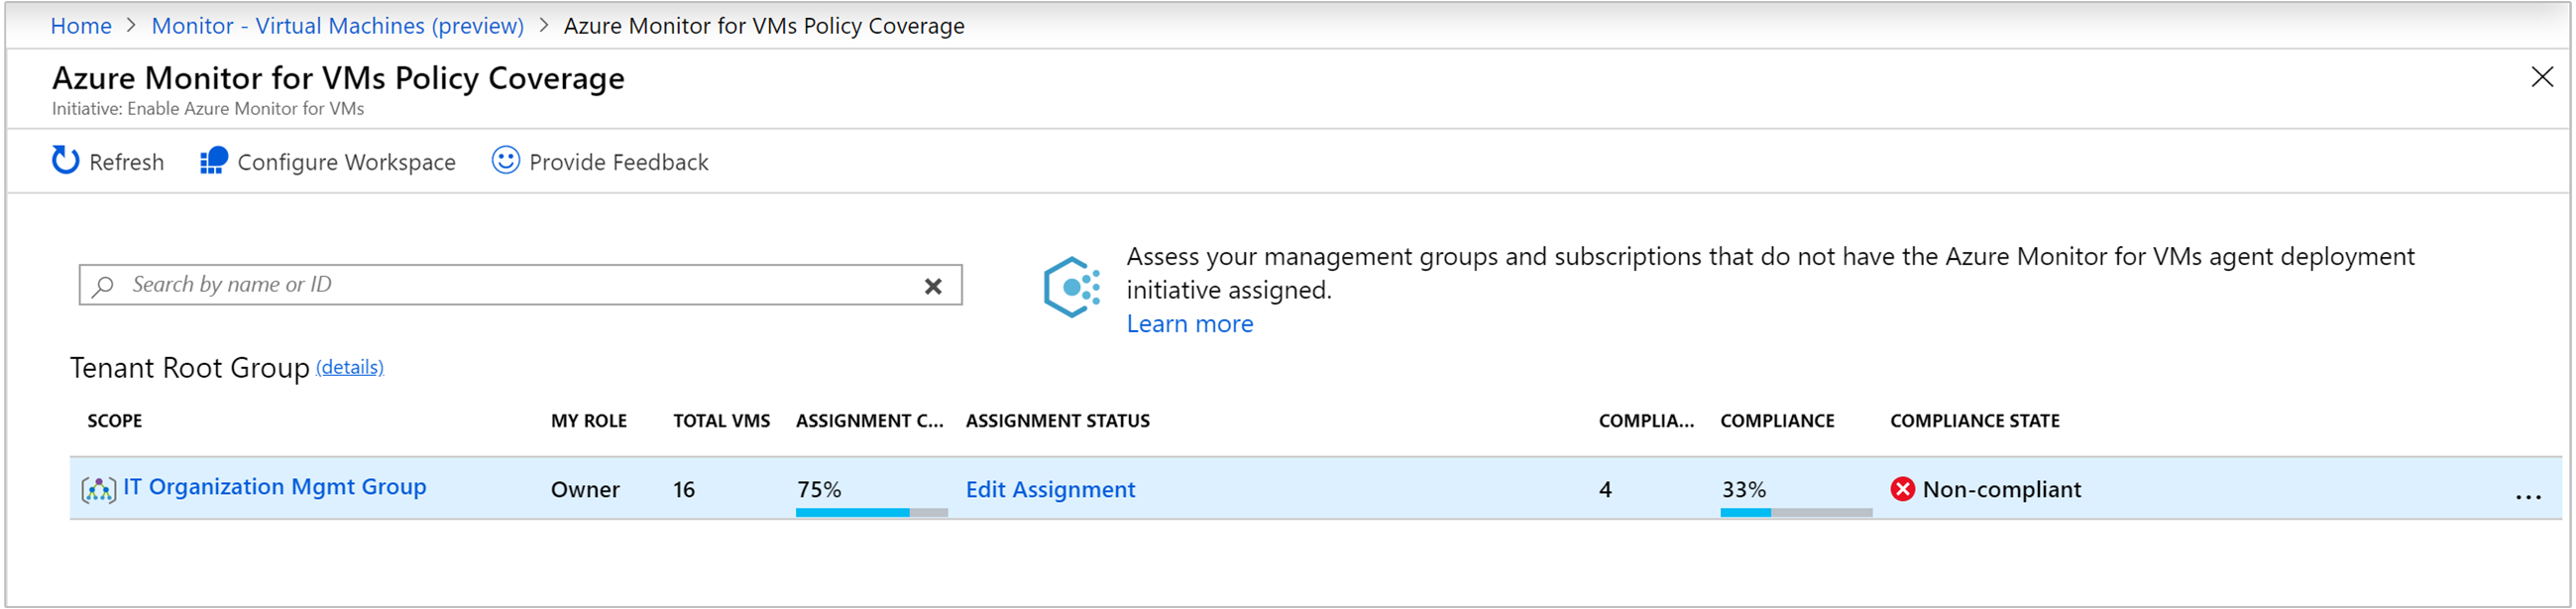 Home > Monitor - Virtual Machines (preview) > Azure Monitor for VMs Policy Coverage
Azure Monitor for VMs Policy Coverage
Initiative: Enable Azure Monitor for VMs
Refresh Configure Workspace Provide Feedback
Search by name or ID
Assess your management groups and subscriptions that do not have the Azure Monitor for VMs agent deployment
initiative assigned.
Learn more
Tenant Root Group (details)
SCOPE MY ROLE TOTAL VMS ASSIGNMENT C... ASSIGNMENT STATUS COMPLIA... COMPLIANCE COMPLIANCE STATE
IT Organization Mgmt Group Owner 16 75% Edit Assignment 4 33% Non-compliant ...